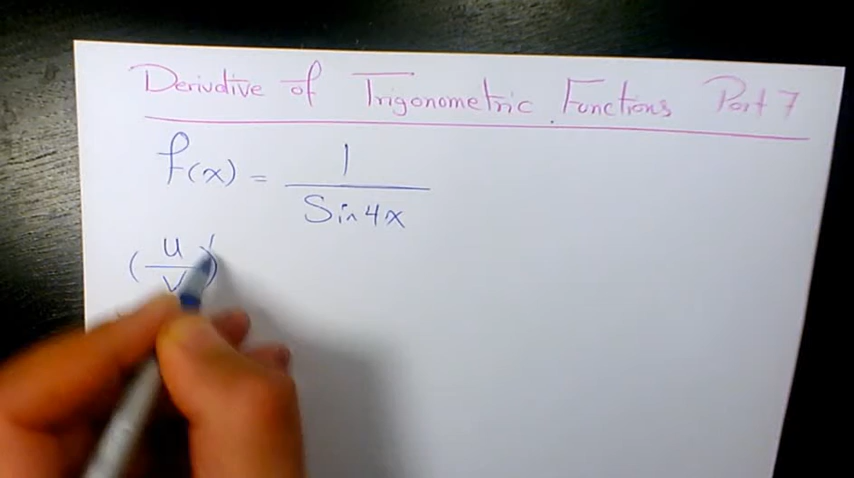 Derivative of Trigonometric Functions Part 7
f(x) = 1 / Sin 4x
(u / v)'